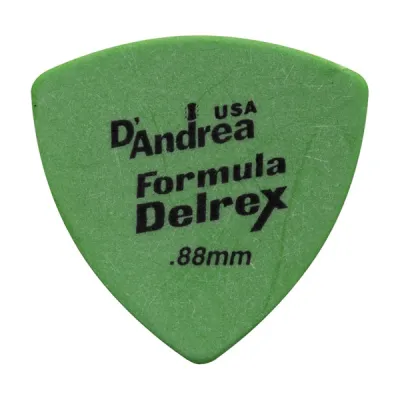 USA
D'Andrea
Formula
Delrex
.88mm